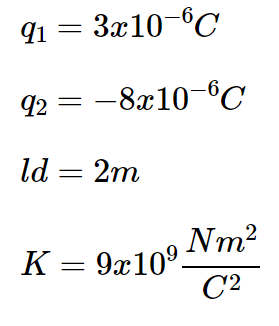 q₁ = 3x10⁻⁶C
q₂ = −8x10⁻⁶C
ld = 2m
K = 9x10⁹ Nm²/C²